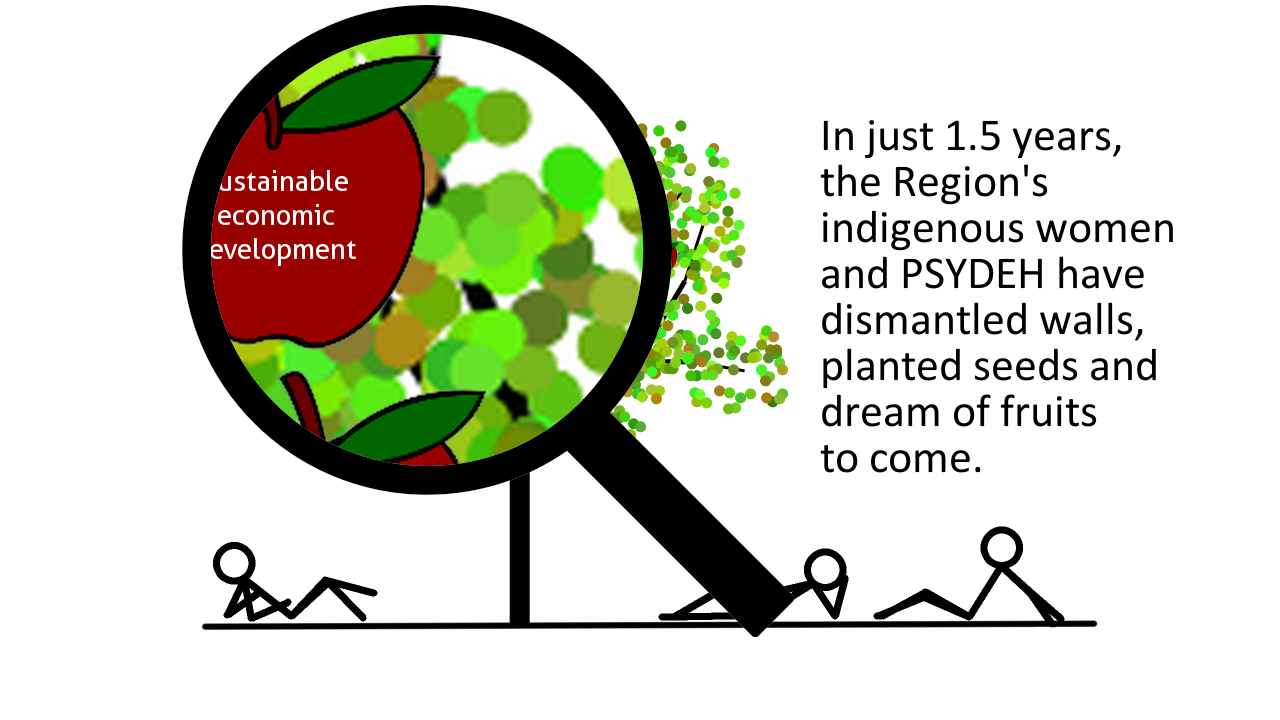 ustainable
economic
evelopment
In just 1.5 years,
the Region's
indigenous women
and PSYDEH have
dismantled walls,
planted seeds and
dream of fruits
to come.